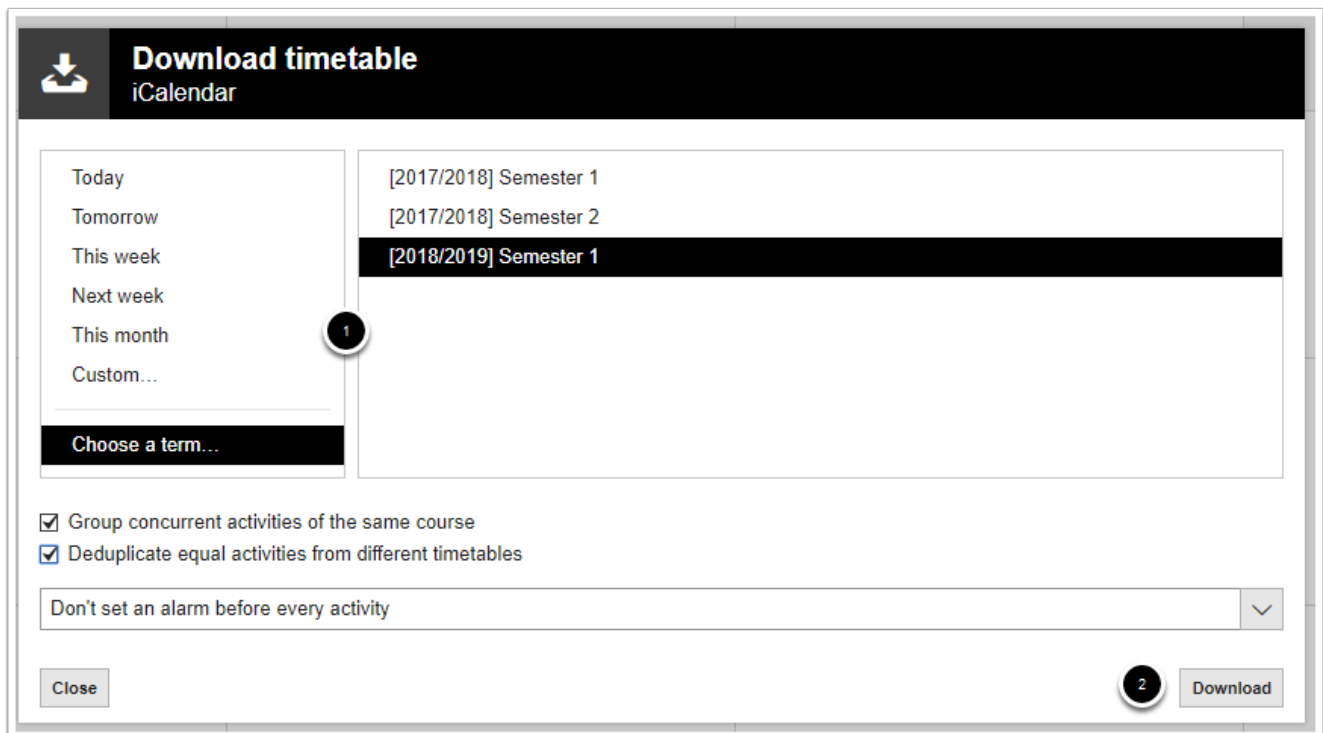 Download timetable
iCalendar
Today
Tomorrow
This week
Next week
This month
Custom…
Choose a term…
[2017/2018] Semester 1
[2017/2018] Semester 2
[2018/2019] Semester 1
1
Group concurrent activities of the same course
Deduplicate equal activities from different timetables
Don't set an alarm before every activity
Close
2
Download